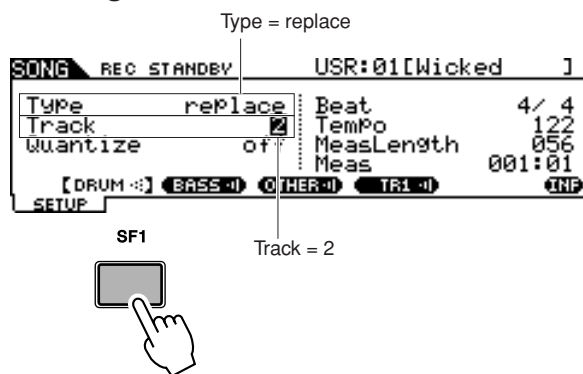 Type = replace
SONG REC STANDBY USR:01[Wicked ]
Type replace Beat 4/ 4
Track 2 Tempo 122
Quantize off MeasLength 056
Meas 001:01
[DRUM] BASS OTHER TR1 INF
SETUP
SF1
Track = 2